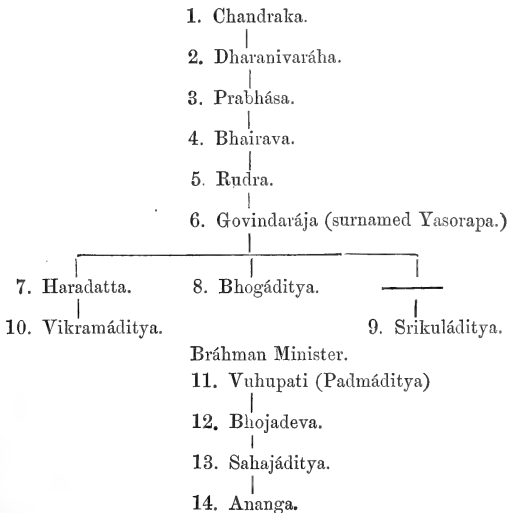 1. Chandraka.
2. Dharanivaráha.
3. Prabhása.
4. Bhairava.
5. Rudra.
6. Govindarája (surnamed Yasorapa.)
7. Haradatta. 8. Bhogáditya.
10. Vikramáditya. 9. Srikuláditya.
Bráhman Minister.
11. Vuhupati (Padmáditya)
12. Bhojadeva.
13. Sahajáditya.
14. Ananga.